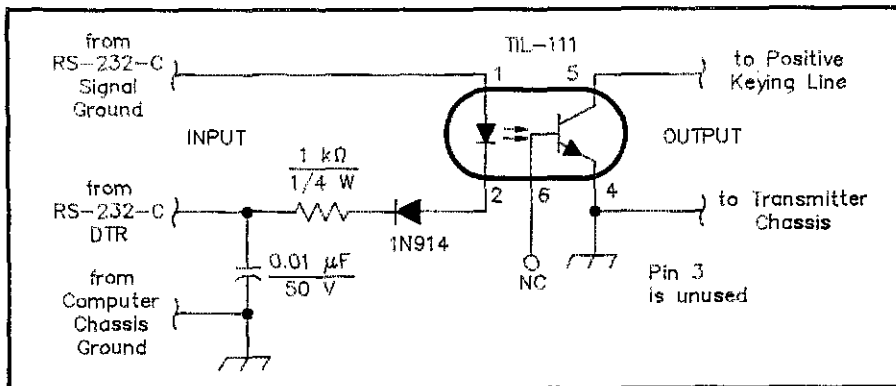 from
RS-232-C
Signal
Ground
TIL-111
1
5
to Positive
Keying Line
INPUT
OUTPUT
1 kΩ
1/4 W
2
6
4
from
RS-232-C
DTR
1N914
to Transmitter
Chassis
0.01 µF
50 V
NC
Pin 3
is unused
from
Computer
Chassis
Ground